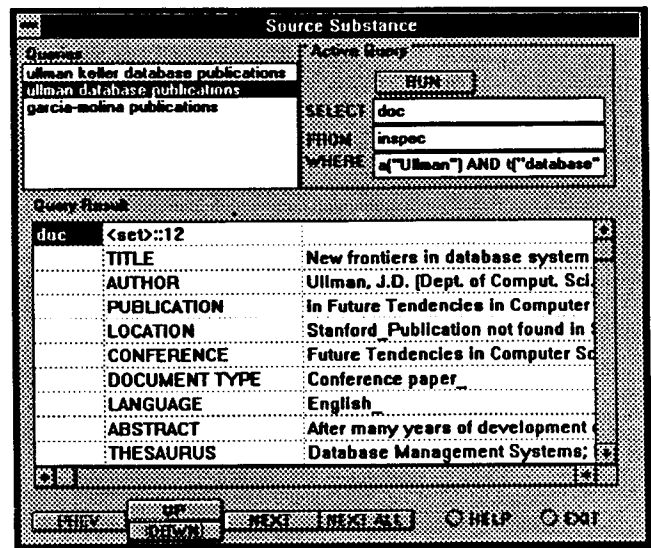 Source Substance
Queries
Active Query
ullman keller database publications
ullman database publications
garcia-molina publications
RUN
SELECT doc
FROM inspec
WHERE a("Ullman") AND t("database"
Query Result
doc <set>::12
TITLE New frontiers in database system
AUTHOR Ullman, J.D. (Dept. of Comput. Sci.
PUBLICATION in Future Tendencies in Computer
LOCATION Stanford_Publication not found in
CONFERENCE Future Tendencies in Computer Sc
DOCUMENT TYPE Conference paper_
LANGUAGE English_
ABSTRACT After many years of development
THESAURUS Database Management Systems;
PREV UP DOWN NEXT NEXT ALL HELP EXIT